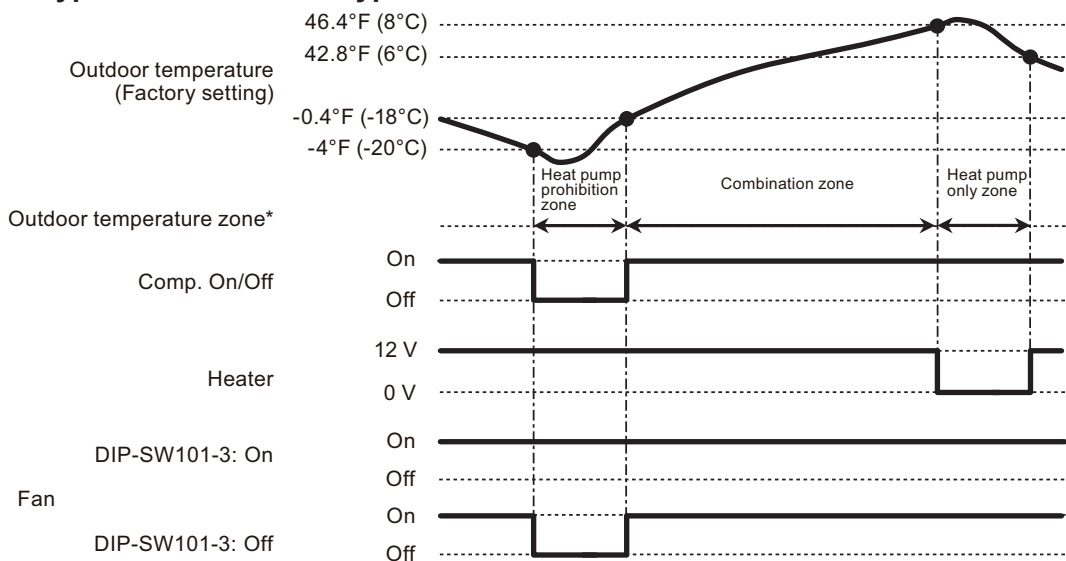 46.4°F (8°C)
42.8°F (6°C)
Outdoor temperature
(Factory setting)
-0.4°F (-18°C)
-4°F (-20°C)
Heat pump
prohibition
zone
Combination zone
Heat pump
only zone
Outdoor temperature zone*
On
Comp. On/Off
Off
12 V
Heater
0 V
On
DIP-SW101-3: On
Off
Fan
On
DIP-SW101-3: Off
Off